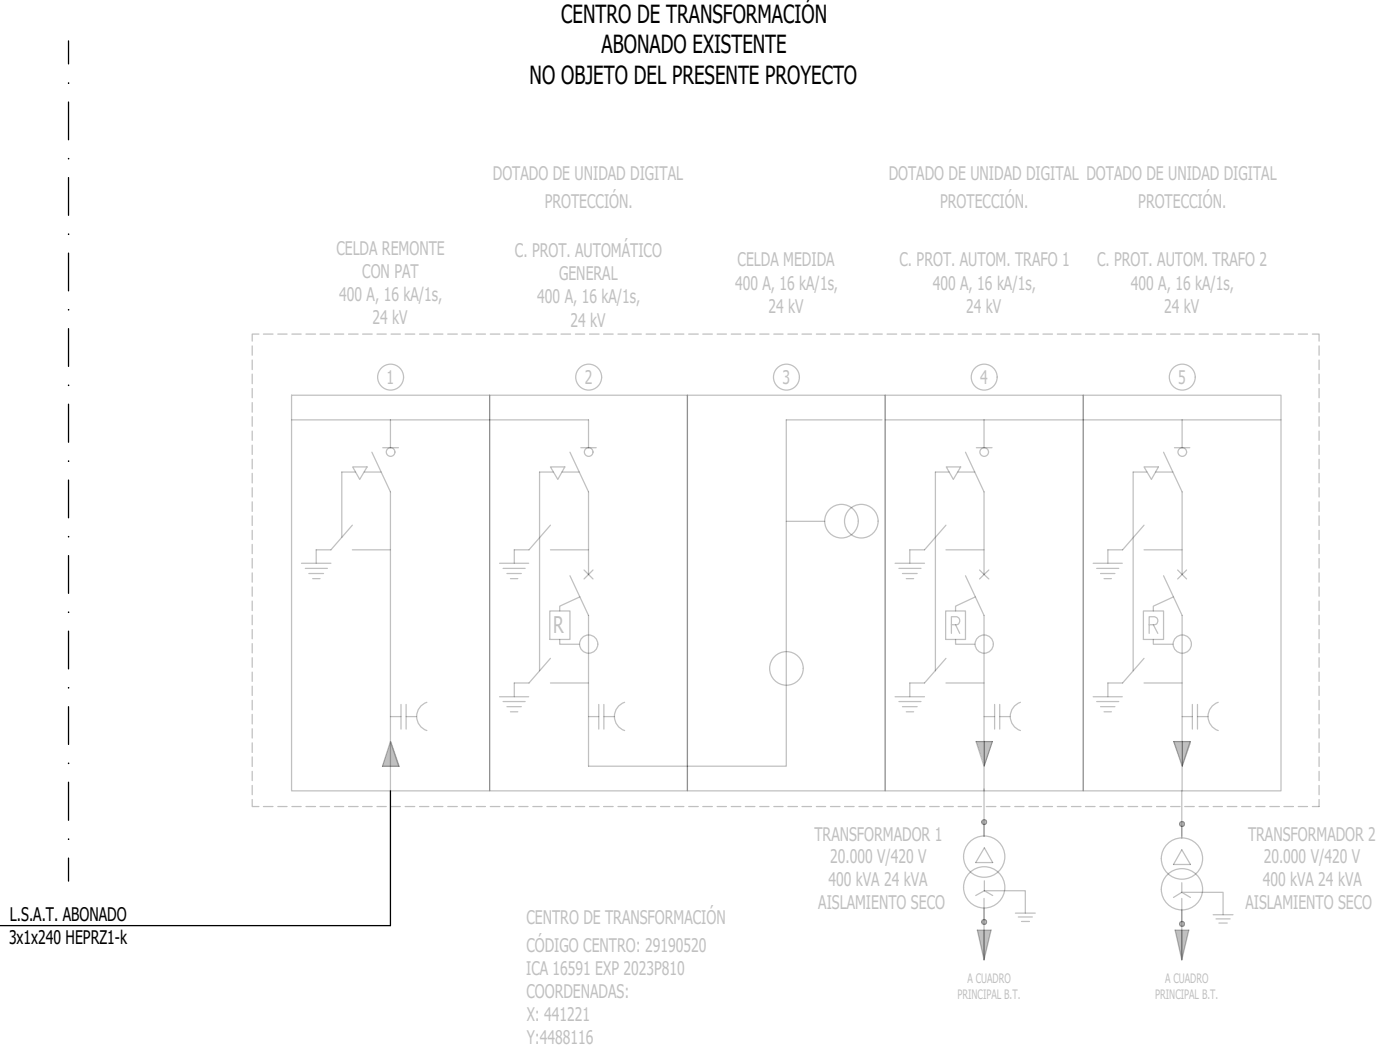 CENTRO DE TRANSFORMACIÓN
ABONADO EXISTENTE
NO OBJETO DEL PRESENTE PROYECTO
DOTADO DE UNIDAD DIGITAL
PROTECCIÓN.
DOTADO DE UNIDAD DIGITAL
PROTECCIÓN.
DOTADO DE UNIDAD DIGITAL
PROTECCIÓN.
CELDA REMONTE
CON PAT
400 A, 16 kA/1s,
24 kV
C. PROT. AUTOMÁTICO
GENERAL
400 A, 16 kA/1s,
24 kV
CELDA MEDIDA
400 A, 16 kA/1s,
24 kV
C. PROT. AUTOM. TRAFO 1
400 A, 16 kA/1s,
24 kV
C. PROT. AUTOM. TRAFO 2
400 A, 16 kA/1s,
24 kV
1
2
3
4
5
R
R
R
TRANSFORMADOR 1
20.000 V/420 V
400 kVA 24 kVA
AISLAMIENTO SECO
TRANSFORMADOR 2
20.000 V/420 V
400 kVA 24 kVA
AISLAMIENTO SECO
L.S.A.T. ABONADO
3x1x240 HEPRZ1-k
CENTRO DE TRANSFORMACIÓN
CÓDIGO CENTRO: 29190520
ICA 16591 EXP 2023P810
COORDENADAS:
X: 441221
Y:4488116
A CUADRO
PRINCIPAL B.T.
A CUADRO
PRINCIPAL B.T.